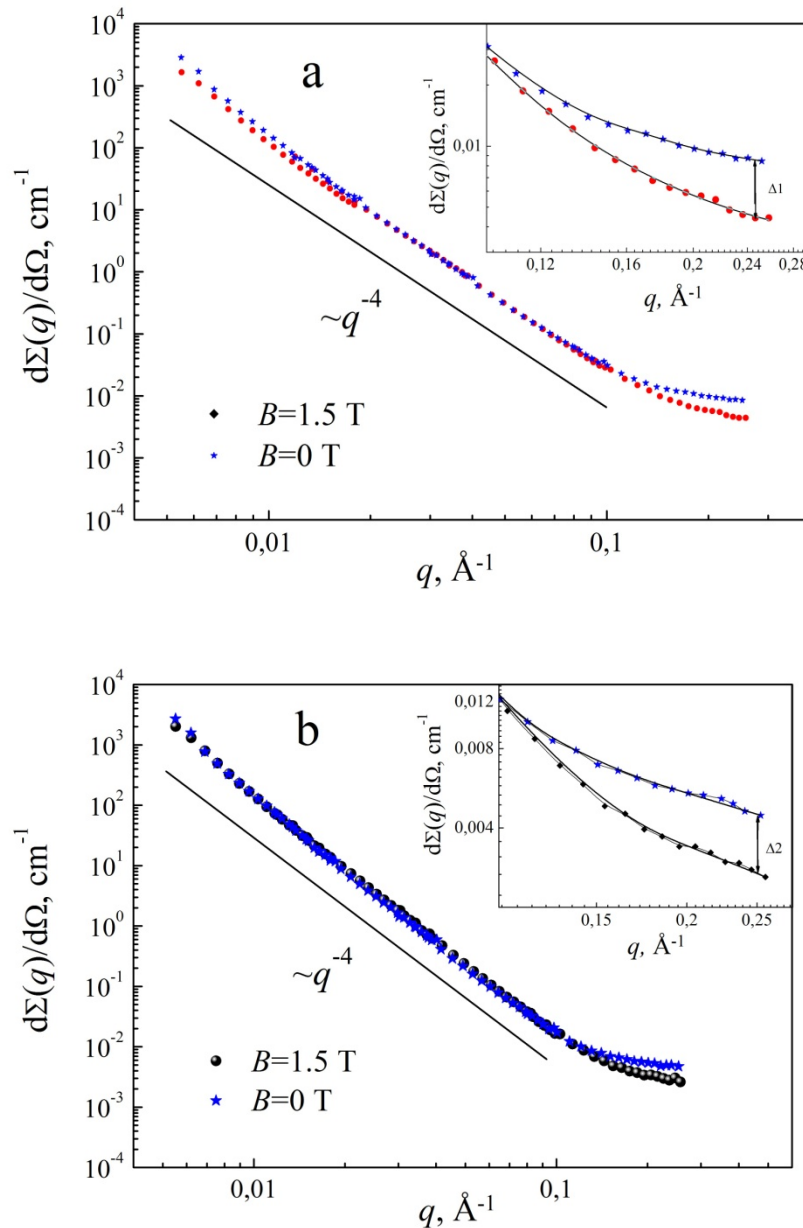 a
10^4
10^3
10^2
10^1
10^0
10^-1
10^-2
10^-3
10^-4
dΣ(q)/dΩ, cm^-1
~q^-4
B=1.5 T
B=0 T
0,01
0,1
q, Å^-1
dΣ(q)/dΩ, cm^-1
0,01
Δ1
0,12
0,16
0,2
0,24
0,28
q, Å^-1
b
10^4
10^3
10^2
10^1
10^0
10^-1
10^-2
10^-3
10^-4
dΣ(q)/dΩ, cm^-1
~q^-4
B=1.5 T
B=0 T
0,01
0,1
q, Å^-1
dΣ(q)/dΩ, cm^-1
0,012
0,008
0,004
Δ2
0,15
0,2
0,25
q, Å^-1